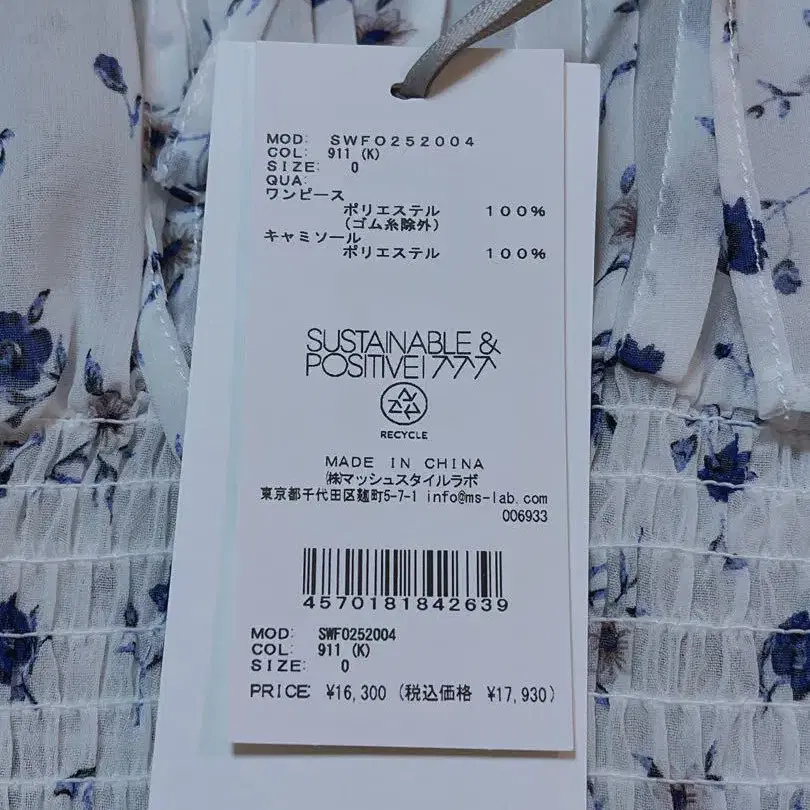 MOD: SWFO252004
COL: 911 (K)
SIZE: 0
QUA:
ワンピース
ポリエステル 100%
(ゴム糸除外)
キャミソール
ポリエステル 100%
SUSTAINABLE &
POSITIVE!
RECYCLE
MADE IN CHINA
㈱マッシュスタイルラボ
東京都千代田区麹町5-7-1 info@ms-lab.com
006933
4570181842639
MOD: SWFO252004
COL: 911 (K)
SIZE: 0
PRICE: ¥16,300 (税込価格 ¥17,930)